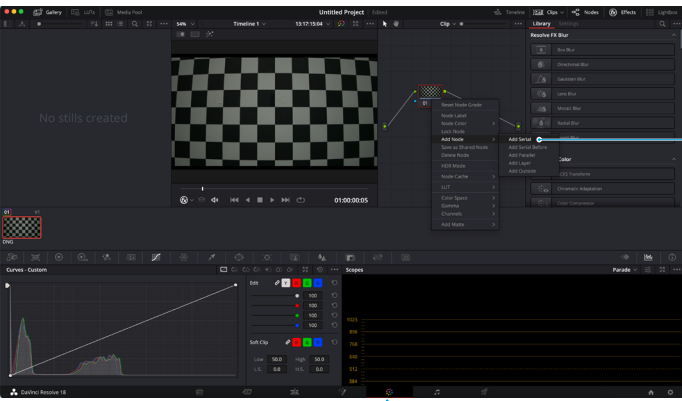 Gallery
LUTs
Media Pool
Untitled Project
Edited
Timeline
Clips
Nodes
Effects
Lightbox
54%
Timeline 1
13:17:15:04
Clip
Library
Settings
No stills created
Resolve FX Blur
Box Blur
Directional Blur
Gaussian Blur
Lens Blur
Mosaic Blur
Radial Blur
Color
ACES Transform
Chromatic Adaptation
Color Compressor
01
Reset Node Grade
Node Label
Node Color
Lock Node
Add Node
Save as Shared Node
Delete Node
HDR Mode
Node Cache
LUT
Color Space
Gamma
Channels
Add Matte
Add Serial
Add Serial Before
Add Parallel
Add Layer
Add Outside
01:00:00:05
01
V1
DNG
Curves - Custom
Edit
Y
100
100
100
100
Soft Clip
Low 50.0 High 50.0
L.S. 0.0 H.S. 0.0
Scopes
Parade
1023
896
768
640
512
384
DaVinci Resolve 18